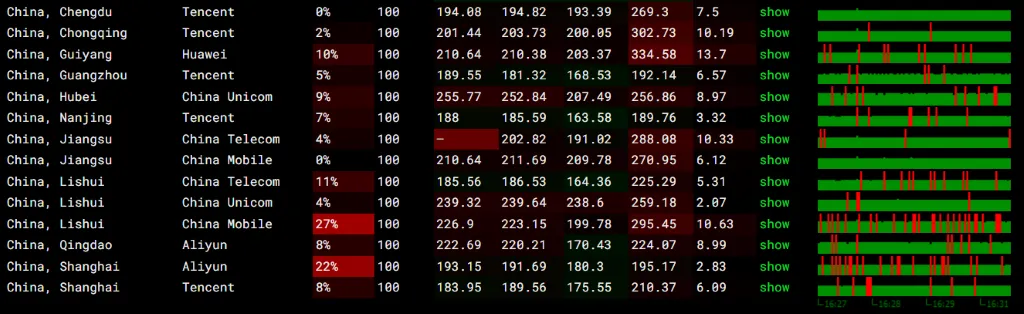 China, Chengdu Tencent 0% 100 194.08 194.82 193.39 269.3 7.5 show
China, Chongqing Tencent 2% 100 201.44 203.73 200.05 302.73 10.19 show
China, Guiyang Huawei 10% 100 210.64 210.38 203.37 334.58 13.7 show
China, Guangzhou Tencent 5% 100 189.55 181.32 168.53 192.14 6.57 show
China, Hubei China Unicom 9% 100 255.77 252.84 207.49 256.86 8.97 show
China, Nanjing Tencent 7% 100 188 185.59 163.58 189.76 3.32 show
China, Jiangsu China Telecom 4% 100 – 202.82 191.02 288.08 10.33 show
China, Jiangsu China Mobile 0% 100 210.64 211.69 209.78 270.95 6.12 show
China, Lishui China Telecom 11% 100 185.56 186.53 164.36 225.29 5.31 show
China, Lishui China Unicom 4% 100 239.32 239.64 238.6 259.18 2.07 show
China, Lishui China Mobile 27% 100 226.9 223.15 199.78 295.45 10.63 show
China, Qingdao Aliyun 8% 100 222.69 220.21 170.43 224.07 8.99 show
China, Shanghai Aliyun 22% 100 193.15 191.69 180.3 195.17 2.83 show
China, Shanghai Tencent 8% 100 183.95 189.56 175.55 210.37 6.09 show
16:27 16:28 16:29 16:31